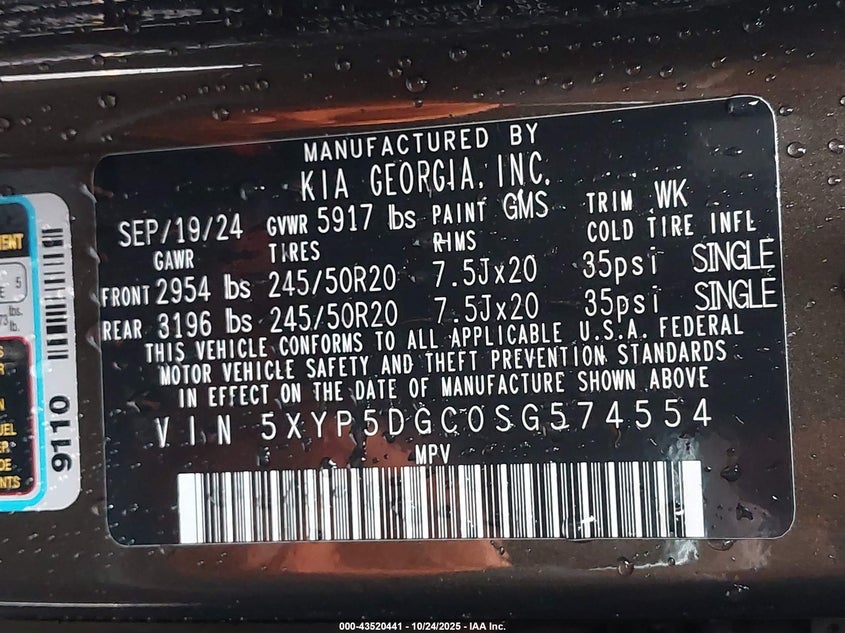 MANUFACTURED BY
KIA GEORGIA, INC.
SEP/19/24 GVWR 5917 lbs PAINT GMS TRIM WK
GAWR TIRES RIMS COLD TIRE INFL
FRONT 2954 lbs 245/50R20 7.5Jx20 35psi SINGLE
REAR 3196 lbs 245/50R20 7.5Jx20 35psi SINGLE
THIS VEHICLE CONFORMS TO ALL APPLICABLE U.S.A. FEDERAL
MOTOR VEHICLE SAFETY AND THEFT PREVENTION STANDARDS
IN EFFECT ON THE DATE OF MANUFACTURE SHOWN ABOVE
VIN 5XYP5DGC0SG574554
MPV
9110
000-43520441 - 10/24/2025 - IAA Inc.